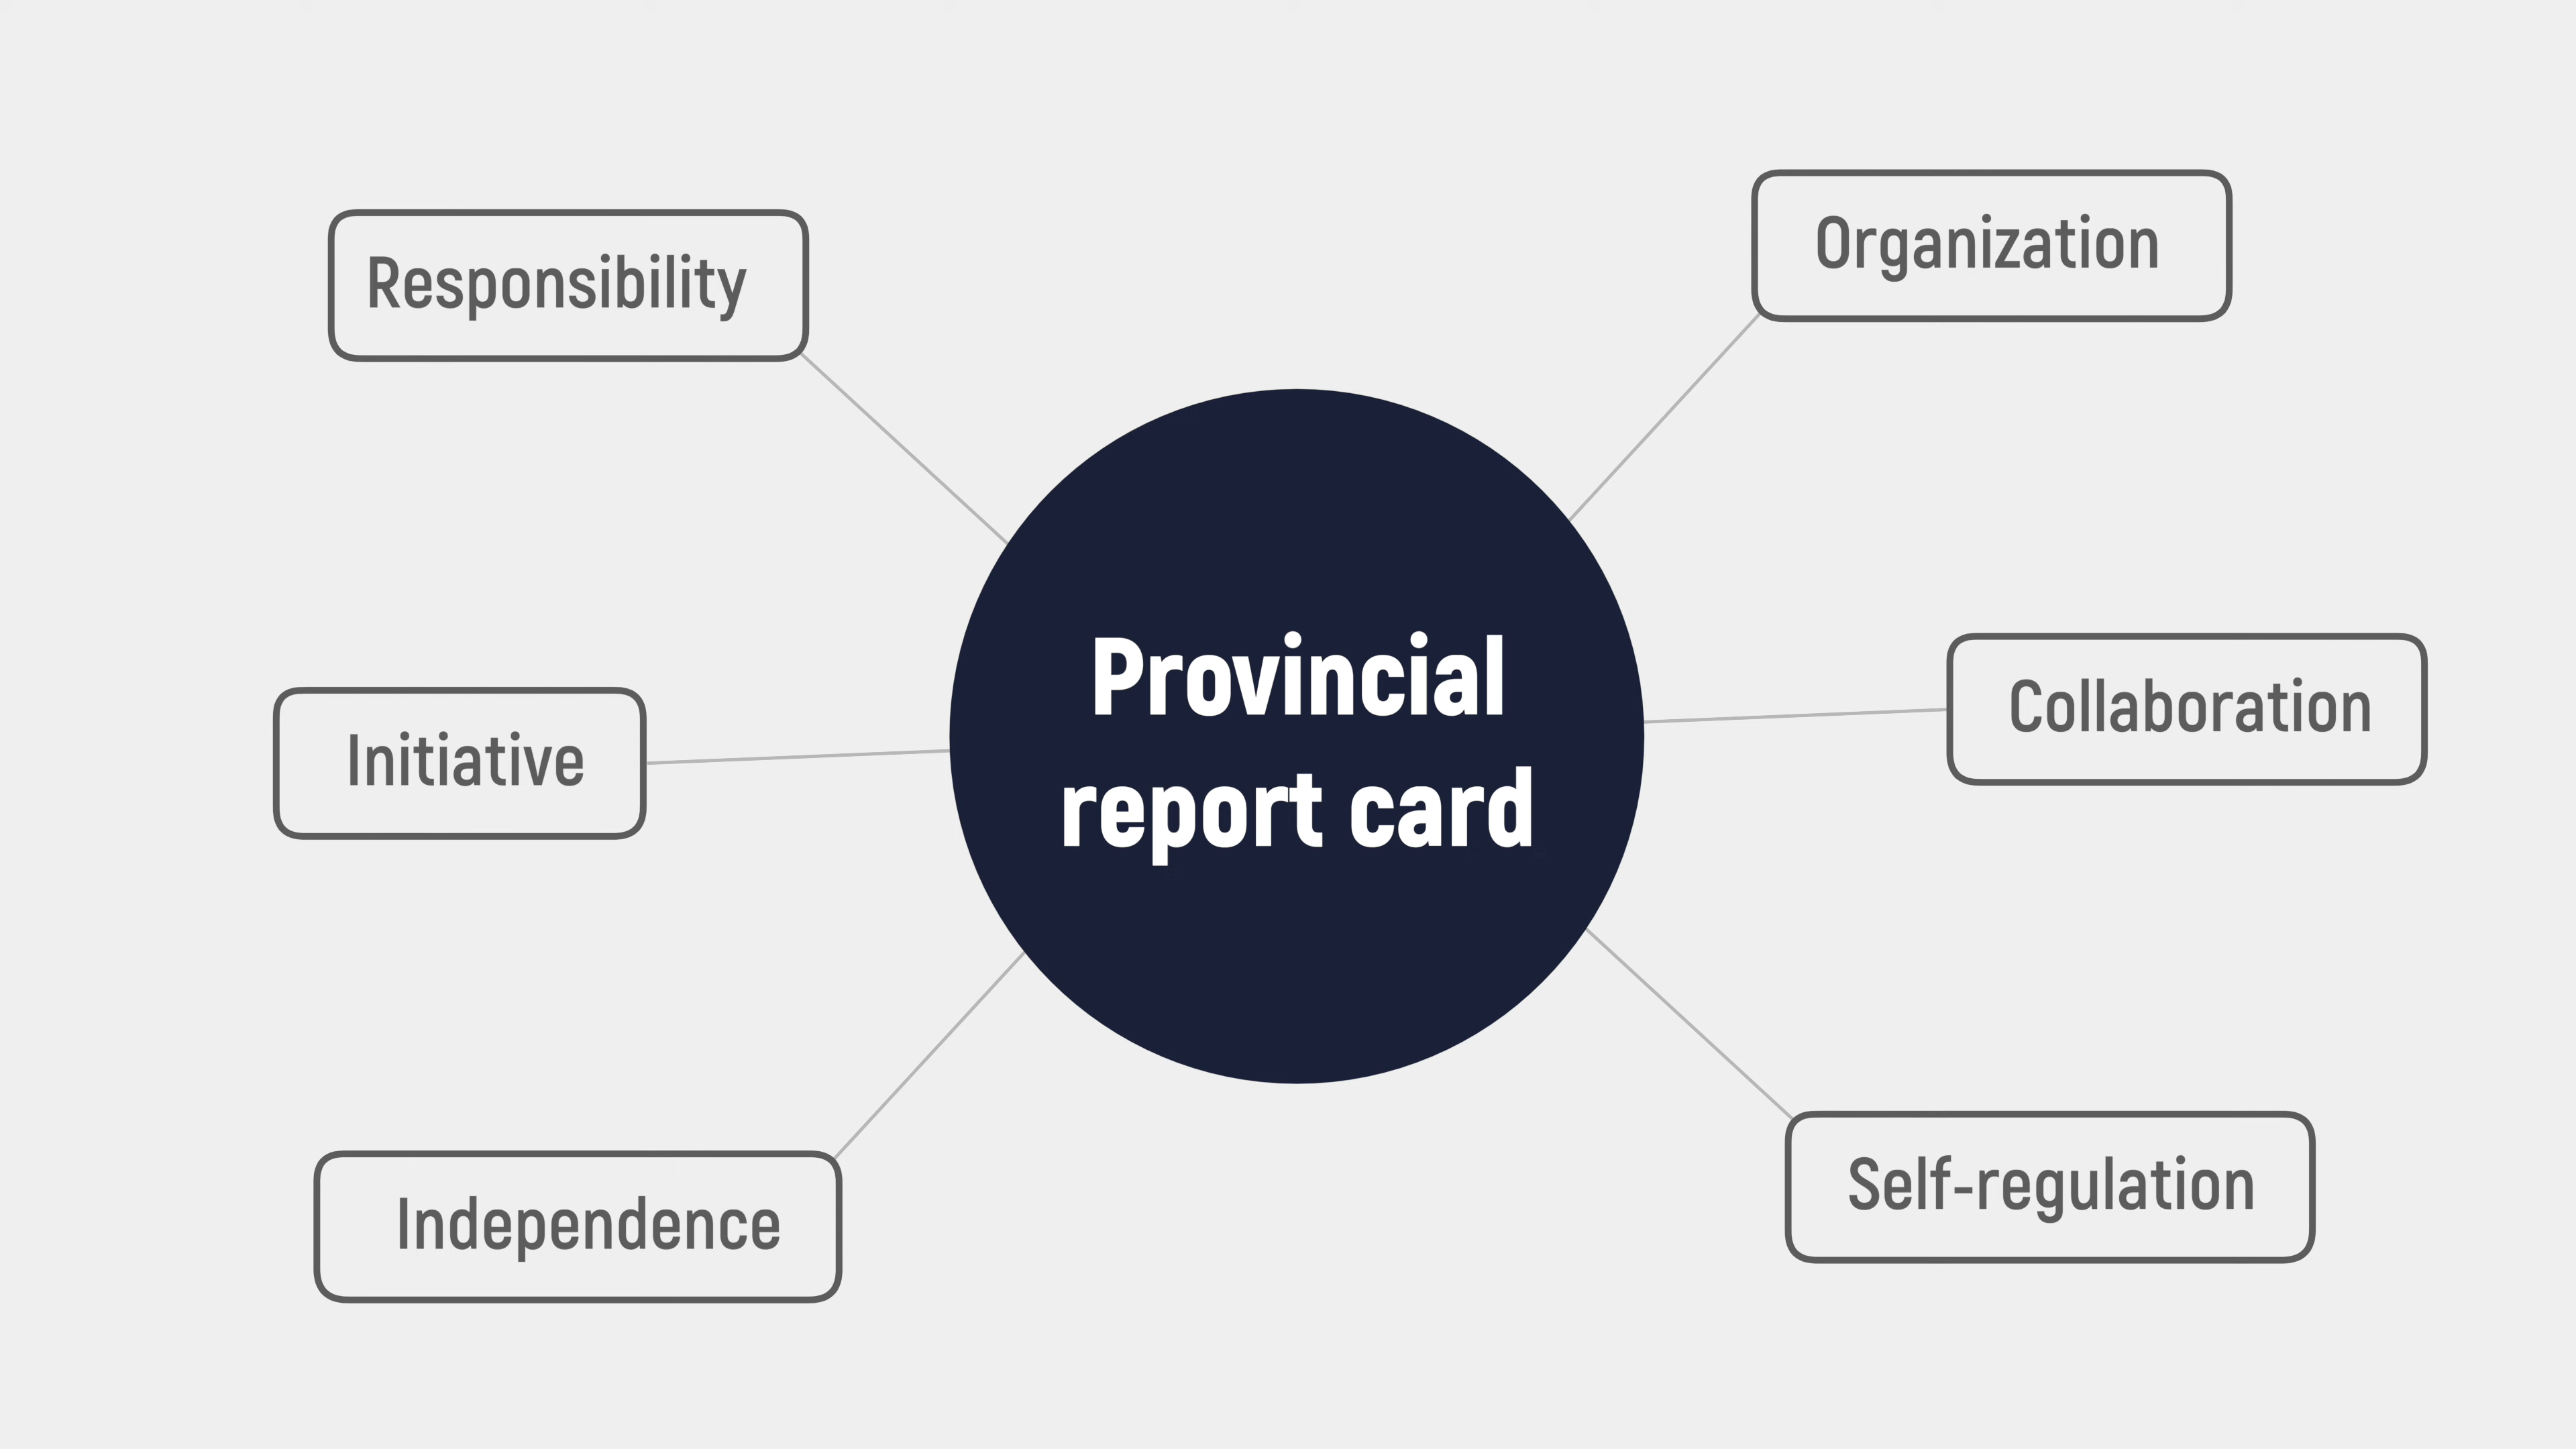 Responsibility
Organization
Initiative
Provincial
report card
Collaboration
Independence
Self-regulation